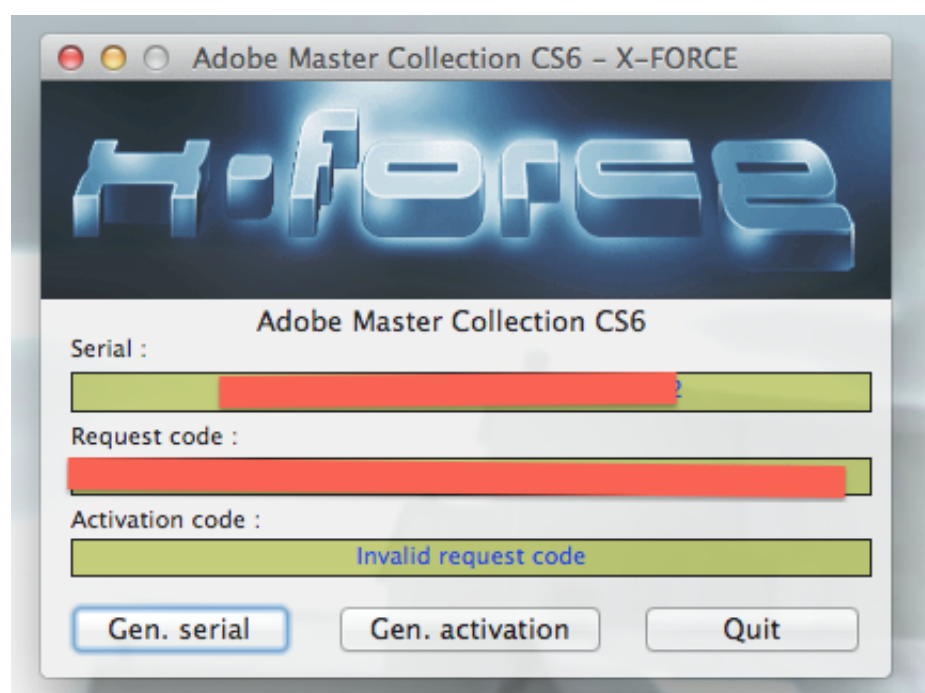 Adobe Master Collection CS6 – X-FORCE
x-force
Adobe Master Collection CS6
Serial :
2
Request code :
Activation code :
Invalid request code
Gen. serial
Gen. activation
Quit